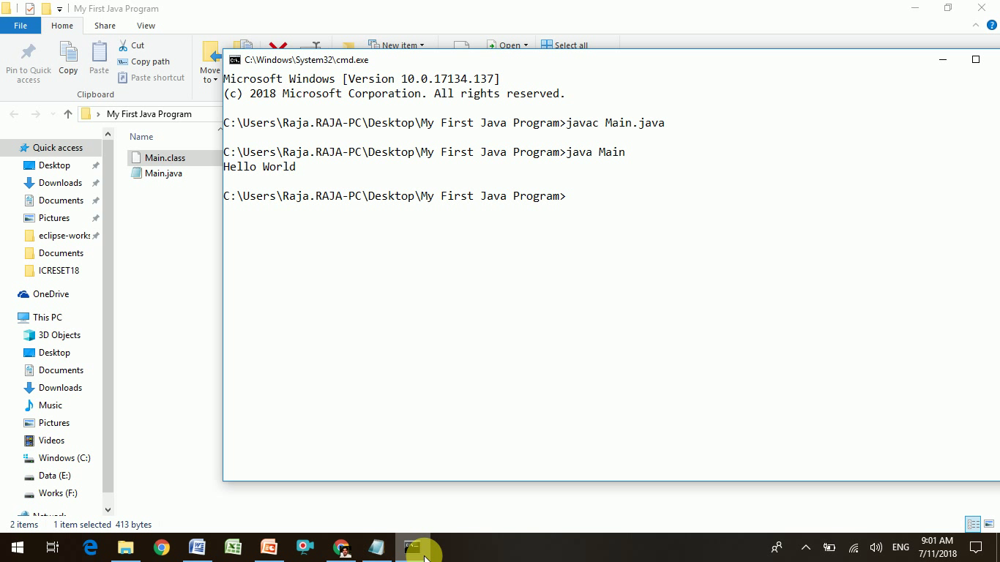 My First Java Program
File
Home
Share
View
Pin to Quick access
Copy
Paste
Cut
Copy path
Paste shortcut
Clipboard
Move to
New item
Open
Select all
My First Java Program
Name
Main.class
Main.java
Quick access
Desktop
Downloads
Documents
Pictures
eclipse-works
Documents
ICRESET18
OneDrive
This PC
3D Objects
Desktop
Documents
Downloads
Music
Pictures
Videos
Windows (C:)
Data (E:)
Works (F:)
C:\Windows\System32\cmd.exe
Microsoft Windows [Version 10.0.17134.137]
(c) 2018 Microsoft Corporation. All rights reserved.
C:\Users\Raja.RAJA-PC\Desktop\My First Java Program>javac Main.java
C:\Users\Raja.RAJA-PC\Desktop\My First Java Program>java Main
Hello World
C:\Users\Raja.RAJA-PC\Desktop\My First Java Program>
2 items
1 item selected 413 bytes
ENG
9:01 AM
7/11/2018